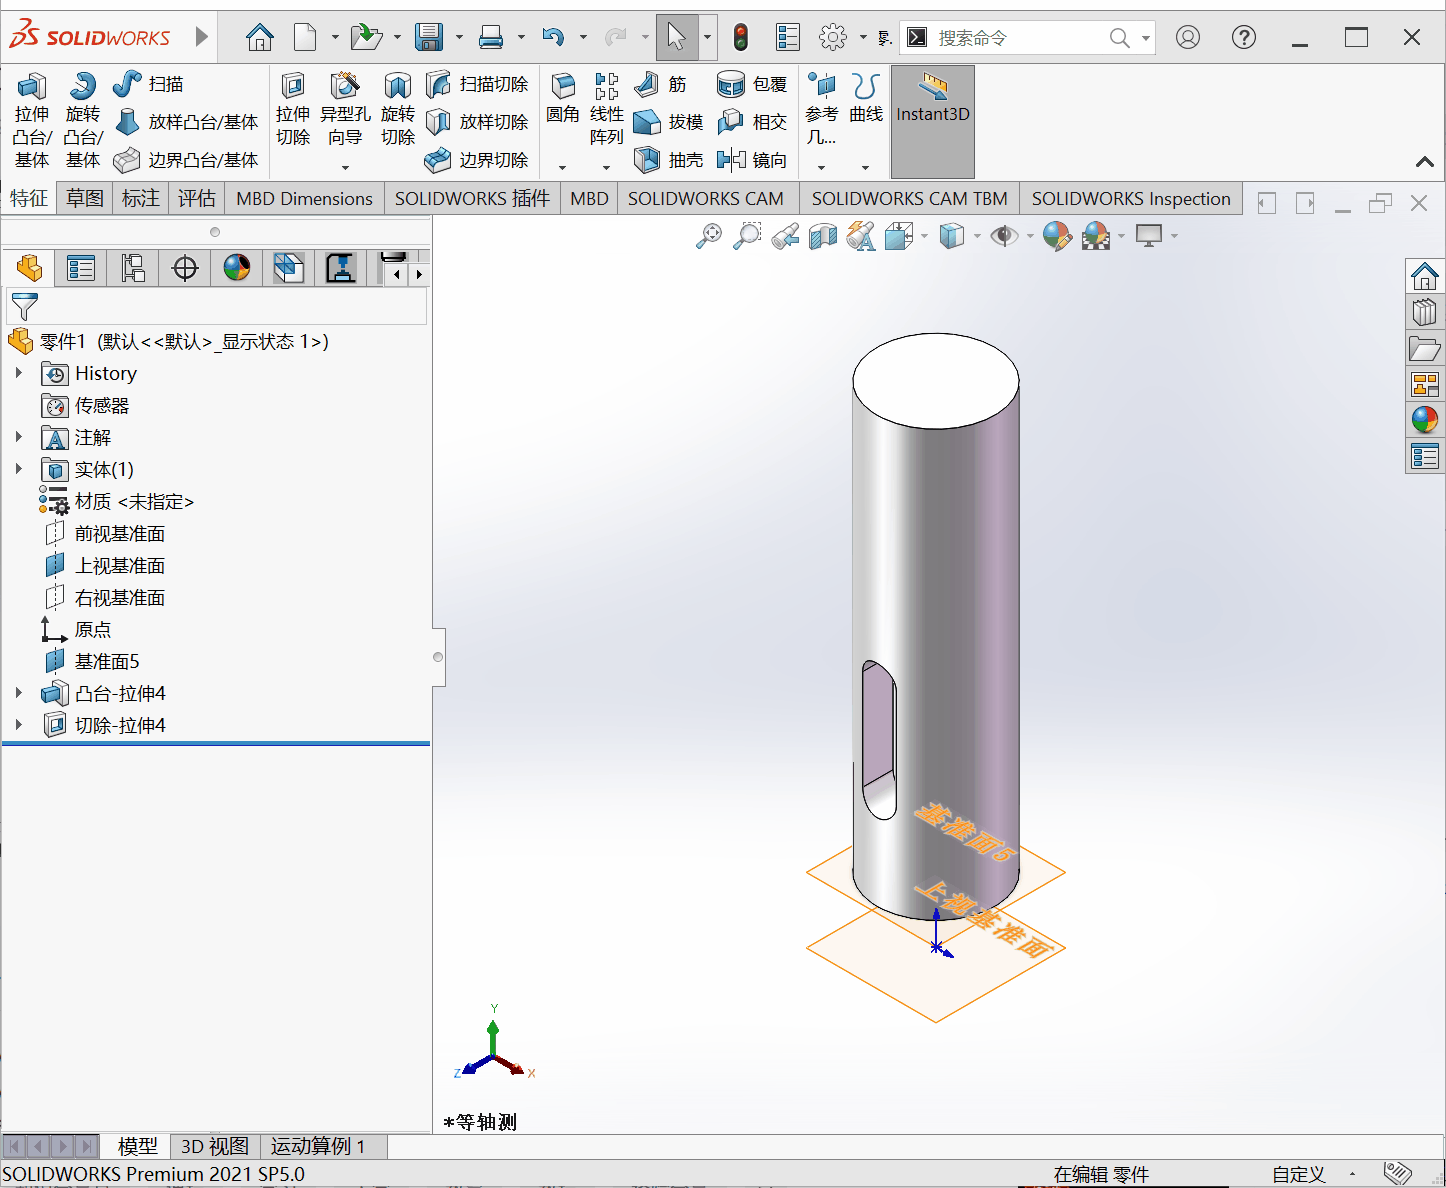 SOLIDWORKS
搜索命令
拉伸凸台/基体
旋转凸台/基体
扫描
放样凸台/基体
边界凸台/基体
拉伸切除
异型孔向导
旋转切除
扫描切除
放样切除
边界切除
圆角
线性阵列
筋
拔模
抽壳
包覆
相交
镜向
参考几...
曲线
Instant3D
特征
草图
标注
评估
MBD Dimensions
SOLIDWORKS 插件
MBD
SOLIDWORKS CAM
SOLIDWORKS CAM TBM
SOLIDWORKS Inspection
零件1 (默认<<默认>_显示状态 1>)
History
传感器
注解
实体(1)
材质 <未指定>
前视基准面
上视基准面
右视基准面
原点
基准面5
凸台-拉伸4
切除-拉伸4
基准面5
上视基准面
Y
Z
X
*等轴测
模型
3D 视图
运动算例 1
SOLIDWORKS Premium 2021 SP5.0
在编辑 零件
自定义